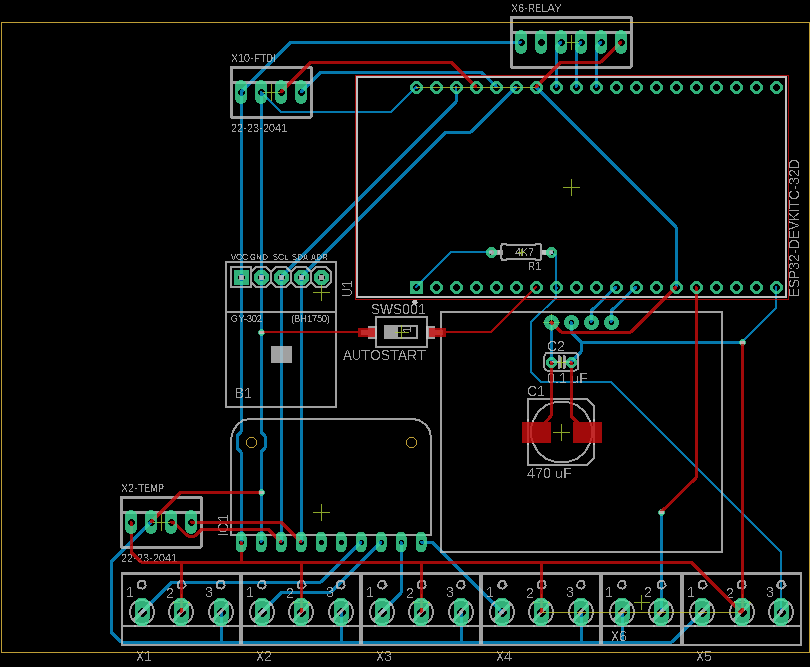 X6-RELAY
X10-FTDI
22-23-2041
ESP32-DEVKITC-32D
4K7
R1
VCC GND SCL SDA ADR
U1
GY-302 (BH1750)
SWS001
AUTOSTART
B1
C2
0.1 uF
C1
470 uF
X2-TEMP
IC1
22-23-2041
1 2 3 1 2 3 1 2 3 1 2 3 1 2 1 2 3
X6
X1 X2 X3 X4 X5